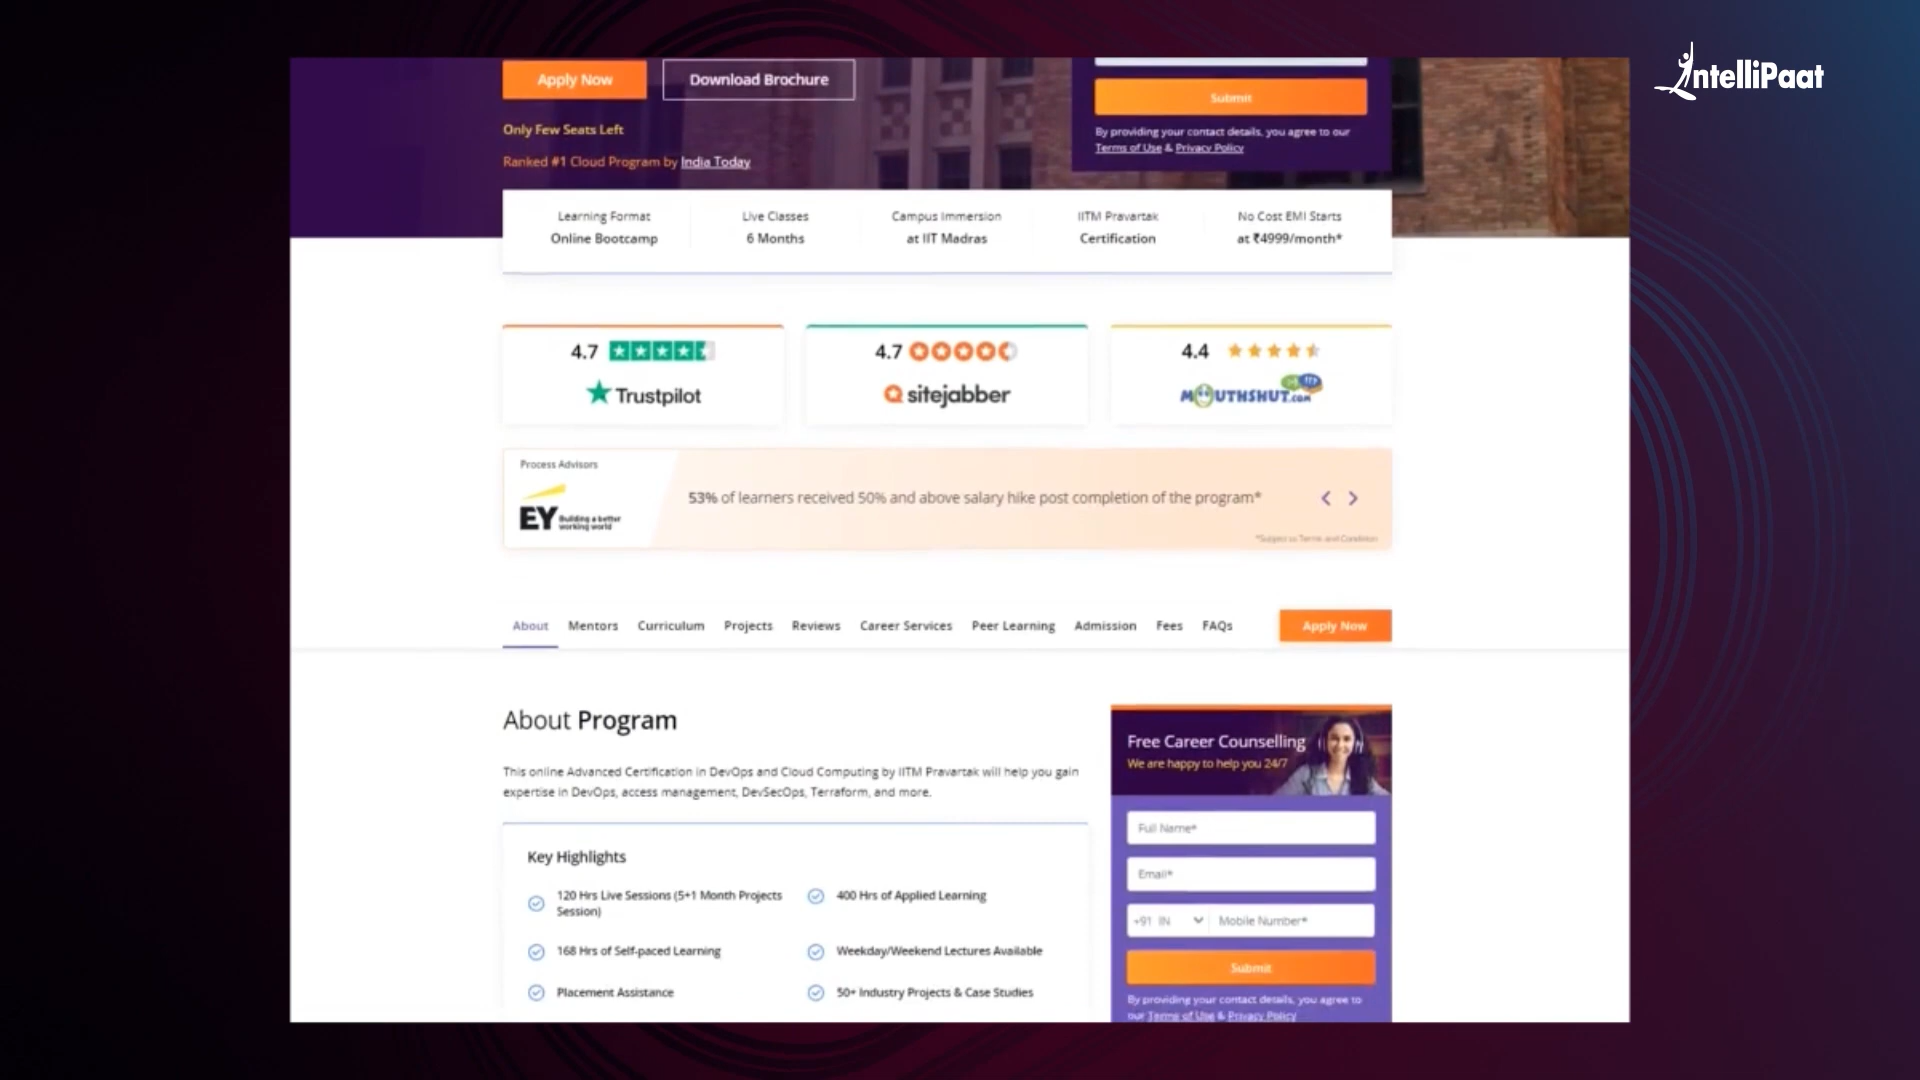 IntelliPaat
Apply Now
Download Brochure
Submit
Only Few Seats Left
By providing your contact details, you agree to our
Terms of Use & Privacy Policy
Ranked #1 Cloud Program by India Today
Learning Format
Online Bootcamp
Live Classes
6 Months
Campus Immersion
at IIT Madras
IITM Pravartak
Certification
No Cost EMI Starts
at ₹4999/month*
4.7
Trustpilot
4.7
sitejabber
4.4
MOUTHSHUT.com
Process Advisors
EY Building a better
working world
53% of learners received 50% and above salary hike post completion of the program*
*Subject to Terms and Condition
About Mentors Curriculum Projects Reviews Career Services Peer Learning Admission Fees FAQs Apply Now
About Program
This online Advanced Certification in DevOps and Cloud Computing by IITM Pravartak will help you gain
expertise in DevOps, access management, DevSecOps, Terraform, and more.
Key Highlights
120 Hrs Live Sessions (5+1 Month Projects
Session)
400 Hrs of Applied Learning
168 Hrs of Self-paced Learning
Weekday/Weekend Lectures Available
Placement Assistance
50+ Industry Projects & Case Studies
Free Career Counselling
We are happy to help you 24/7
Full Name*
Email*
+91 IN
Mobile Number*
Submit
By providing your contact details, you agree to
our Terms of Use & Privacy Policy